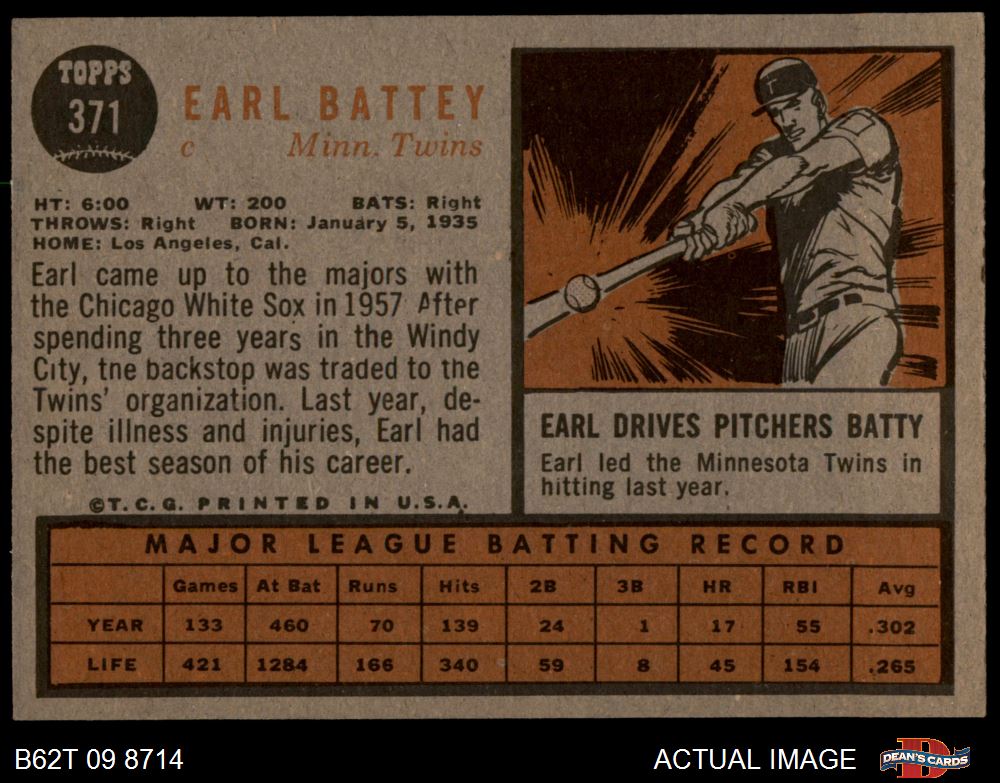 TOPPS
371
EARL BATTEY
c Minn. Twins
HT: 6:00 WT: 200 BATS: Right
THROWS: Right BORN: January 5, 1935
HOME: Los Angeles, Cal.
Earl came up to the majors with
the Chicago White Sox in 1957 After
spending three years in the Windy
City, the backstop was traded to the
Twins' organization. Last year, de-
spite illness and injuries, Earl had
the best season of his career.
©T.C.G. PRINTED IN U.S.A.
T
EARL DRIVES PITCHERS BATTY
Earl led the Minnesota Twins in
hitting last year.
MAJOR LEAGUE BATTING RECORD
Games At Bat Runs Hits 2B 3B HR RBI Avg
YEAR 133 460 70 139 24 1 17 55 .302
LIFE 421 1284 166 340 59 8 45 154 .265
B62T 09 8714 ACTUAL IMAGE DEAN'S CARDS